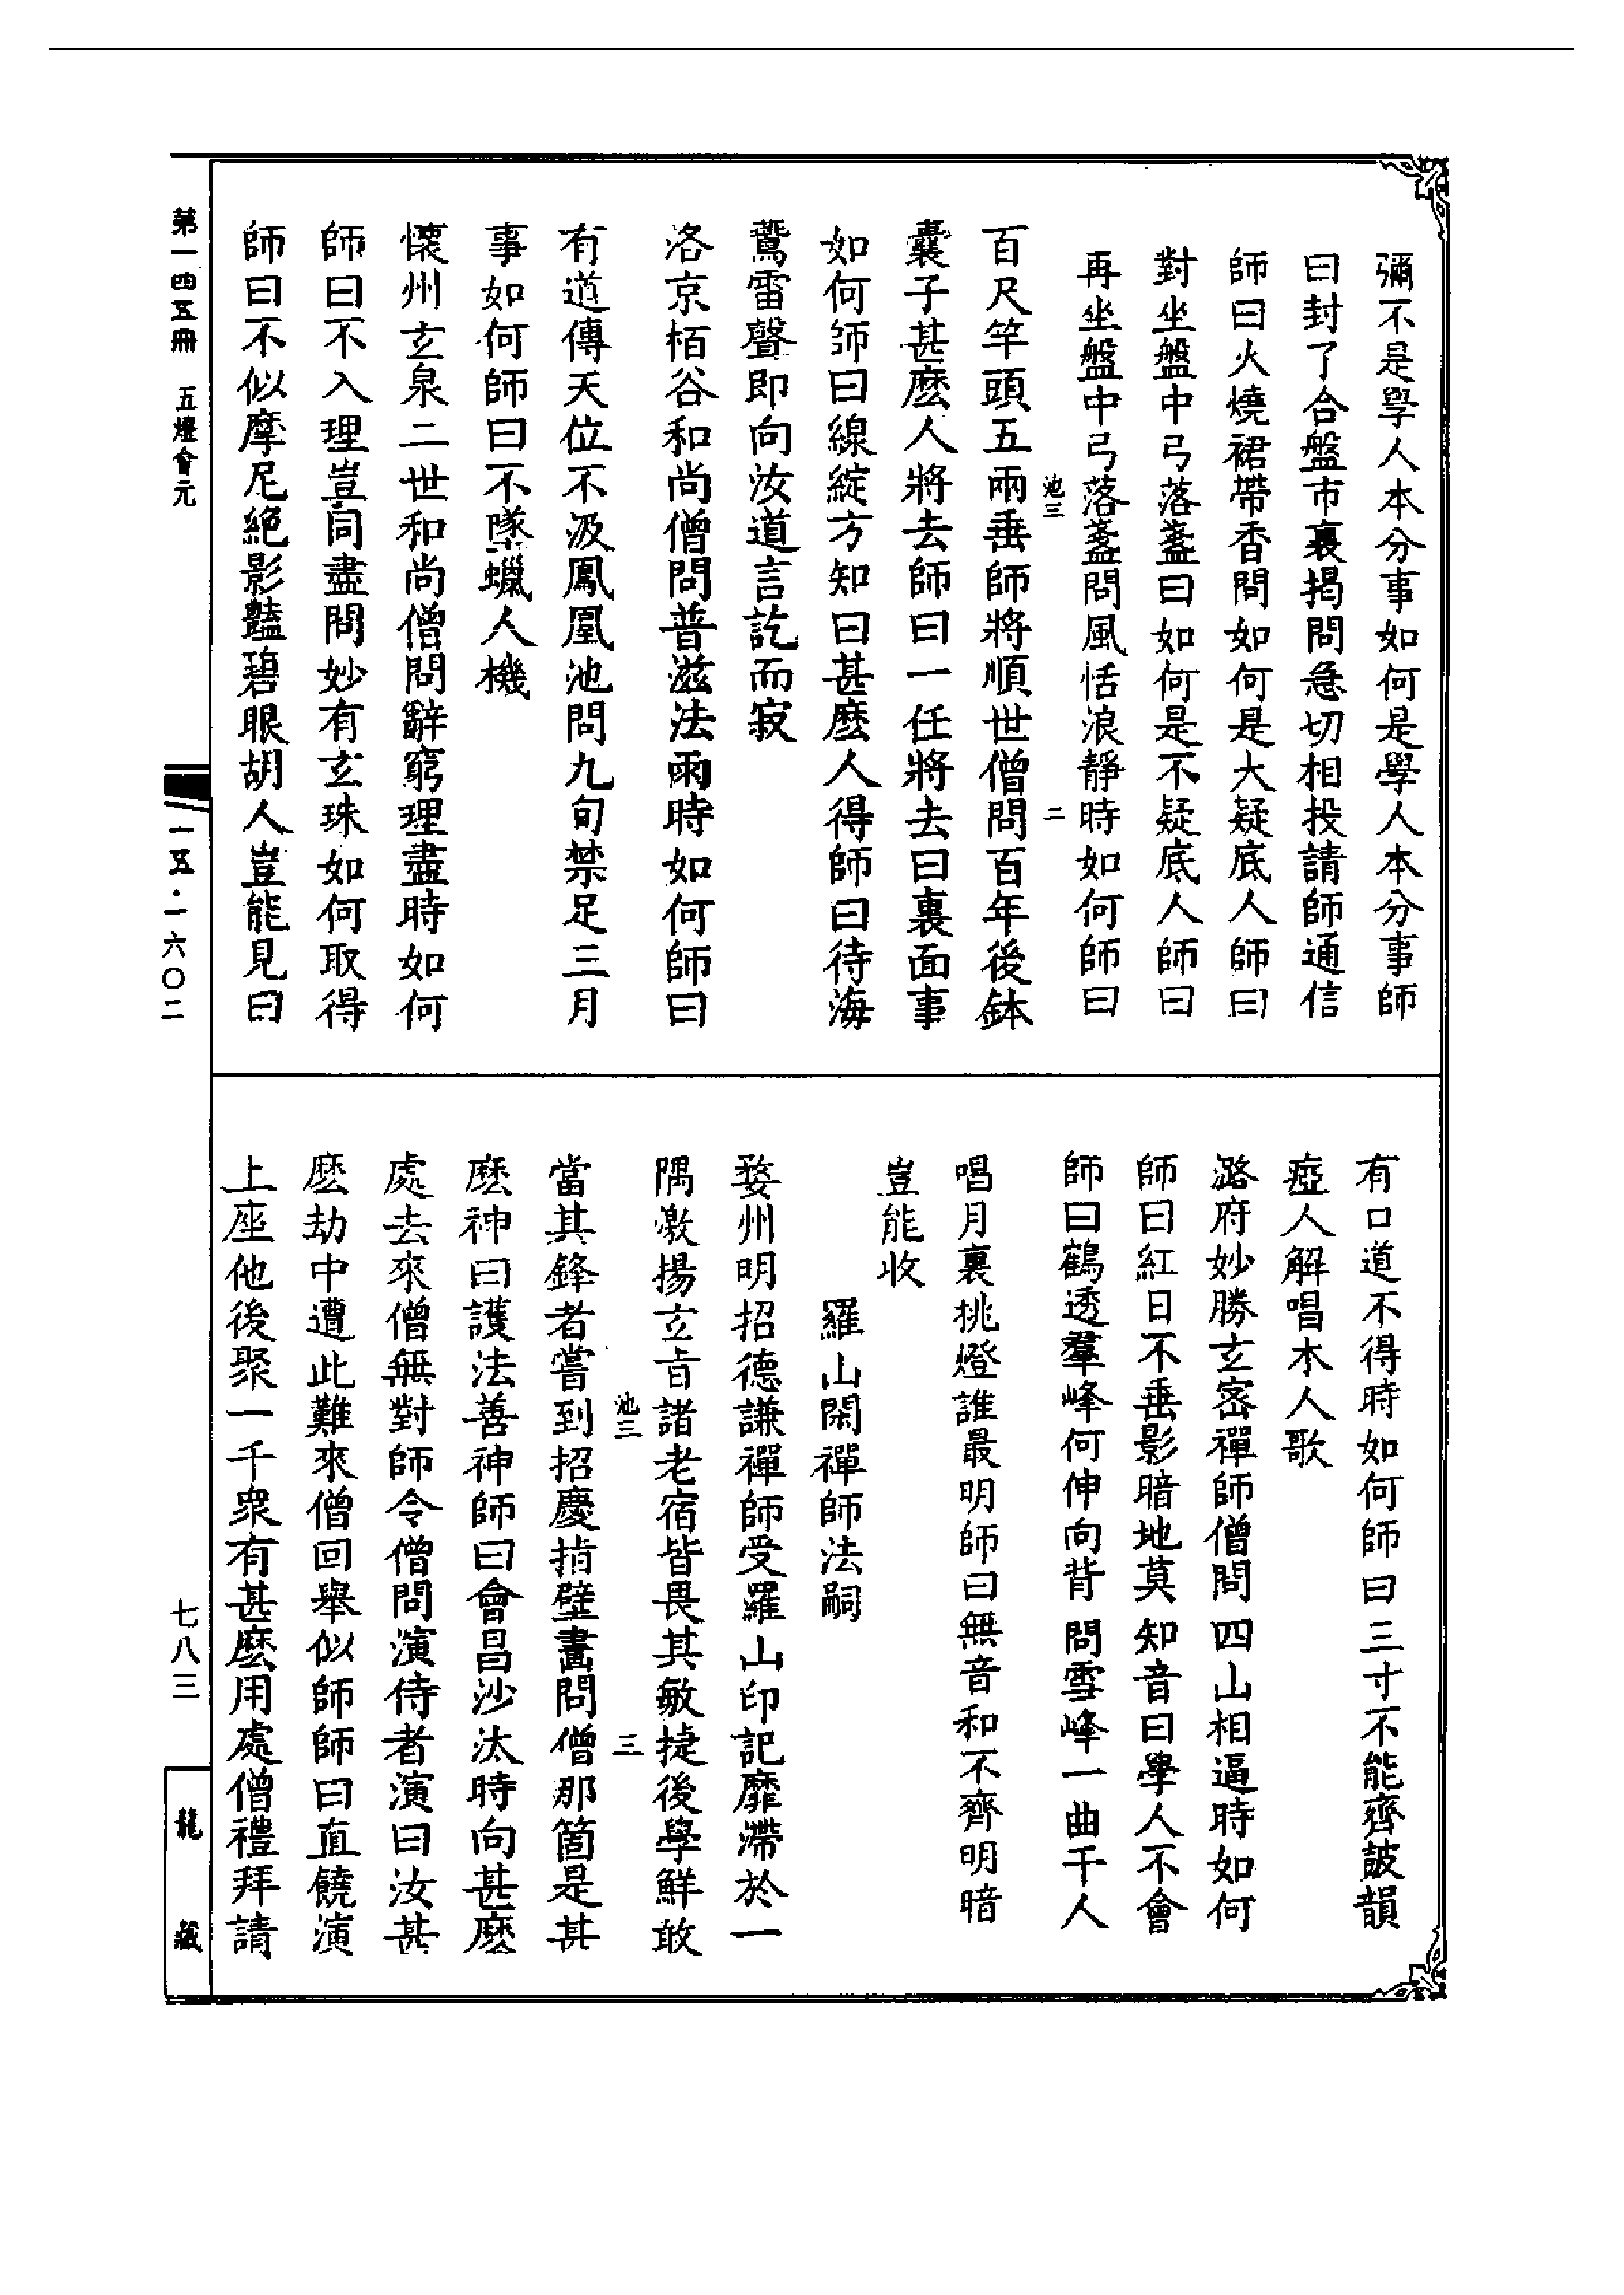 彌不是學人本分事如何是學人本分事師
曰封了合盤市裏揭問急切相投請師通信
師曰火燒裙帶香問如何是大疑底人師曰
對坐盤中弓落盞曰如何是不疑底人師曰
再坐盤中弓落盞問風恬浪靜時如何師曰
池三 二
百尺竿頭五兩垂師將順世僧問百年後鉢
囊子甚麽人將去師曰一任將去曰裏面事
如何師曰線綻方知曰甚麽人得師曰待海
鷰雷聲即向汝道言訖而寂
洛京栢谷和尚僧問普滋法雨時如何師曰
有道傳天位不汲鳳凰池問九旬禁足三月
事如何師曰不墜蠟人機
懷州玄泉二世和尚僧問辭窮理盡時如何
師曰不入理豈同盡問妙有玄珠如何取得
師曰不似摩尼絕影豔碧眼胡人豈能見曰
有口道不得時如何師曰三寸不能齊皷韻
瘂人解唱木人歌
潞府妙勝玄密禪師僧問四山相逼時如何
師曰紅日不垂影暗地莫知音曰學人不會
師曰鶴透羣峰何伸向背問雪峰一曲千人
唱月裏挑燈誰最明師曰無音和不齊明暗
豈能收
羅山閑禪師法嗣
婺州明招德謙禪師受羅山印記靡滯於一
隅激揚玄㫖諸老宿皆畏其敏捷後學鮮敢
池三 三
當其鋒者嘗到招慶指壁畫問僧那箇是甚
麽神曰護法善神師曰會昌沙汰時向甚麽
處去來僧無對師令僧問演侍者演曰汝甚
麽劫中遭此難來僧回舉似師師曰直饒演
上座他後聚一千衆有甚麽用處僧禮拜請
第一四五冊 五燈會元
一五·一六〇二
七八三
龍藏